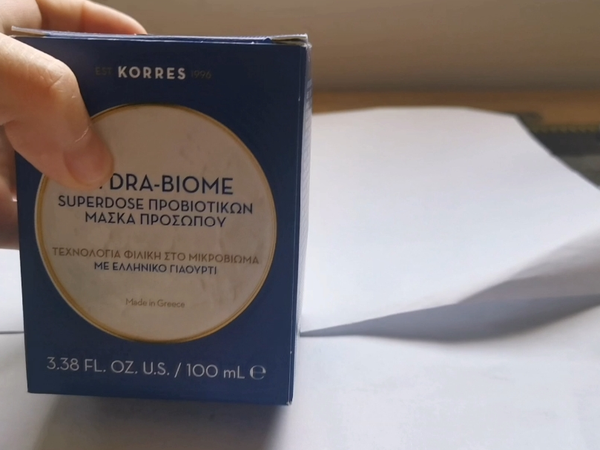 EST KORRES 1996
DRA-BIOME
SUPERDOSE ΠΡΟΒΙΟΤΙΚΩΝ
ΜΑΣΚΑ ΠΡΟΣΩΠΟΥ
ΤΕΧΝΟΛΟΓΙΑ ΦΙΛΙΚΗ ΣΤΟ ΜΙΚΡΟΒΙΩΜΑ
ΜΕ ΕΛΛΗΝΙΚΟ ΓΙΑΟΥΡΤΙ
Made in Greece
3.38 FL. OZ. U.S. / 100 mL ℮